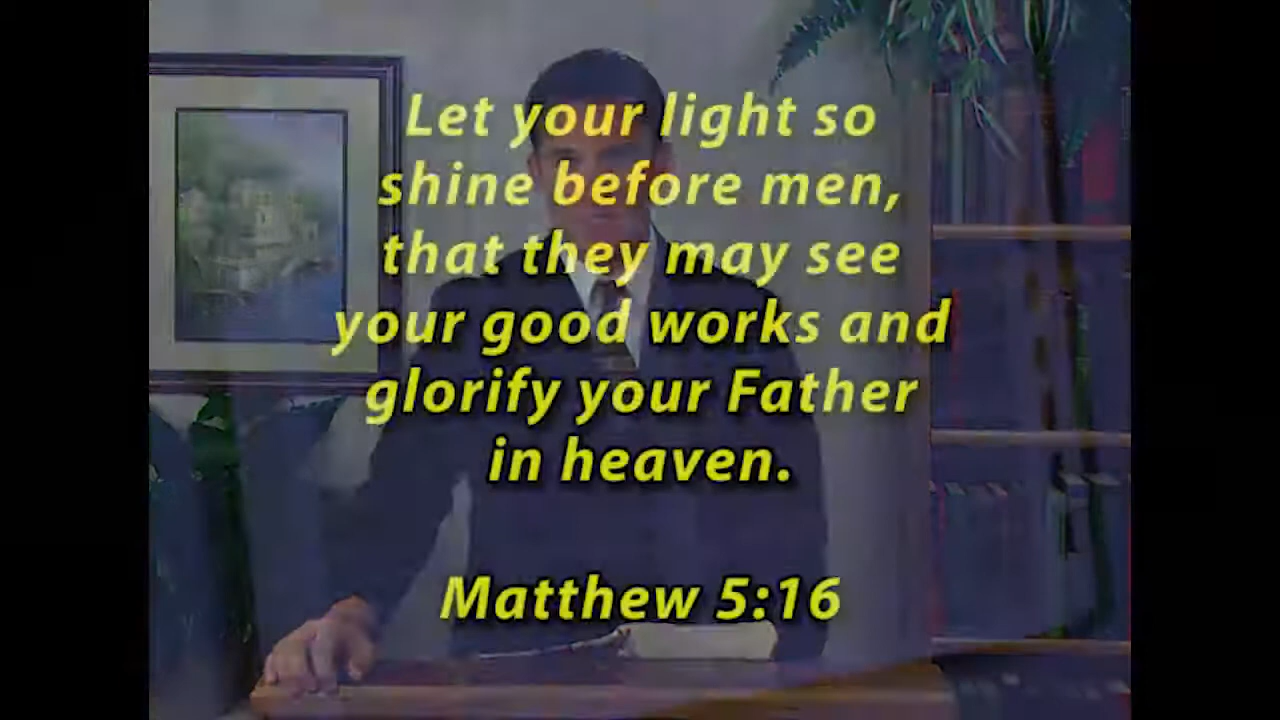 Let your light so
shine before men,
that they may see
your good works and
glorify your Father
in heaven.
Matthew 5:16